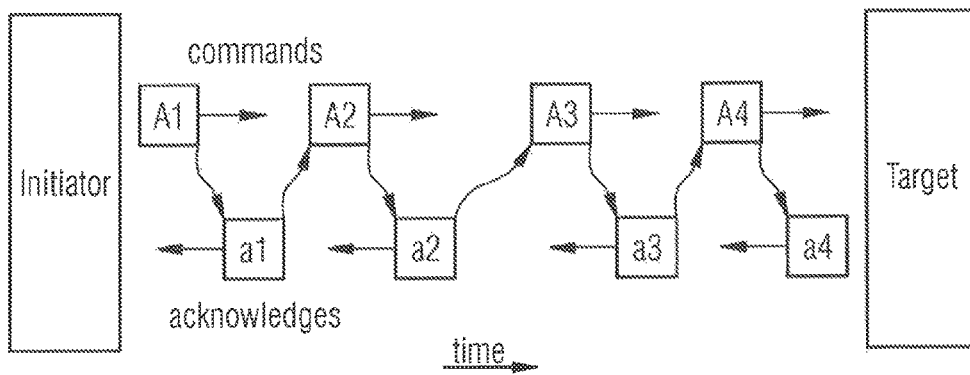 commands
A1 A2 A3 A4
Initiator
Target
a1 a2 a3 a4
acknowledges
time